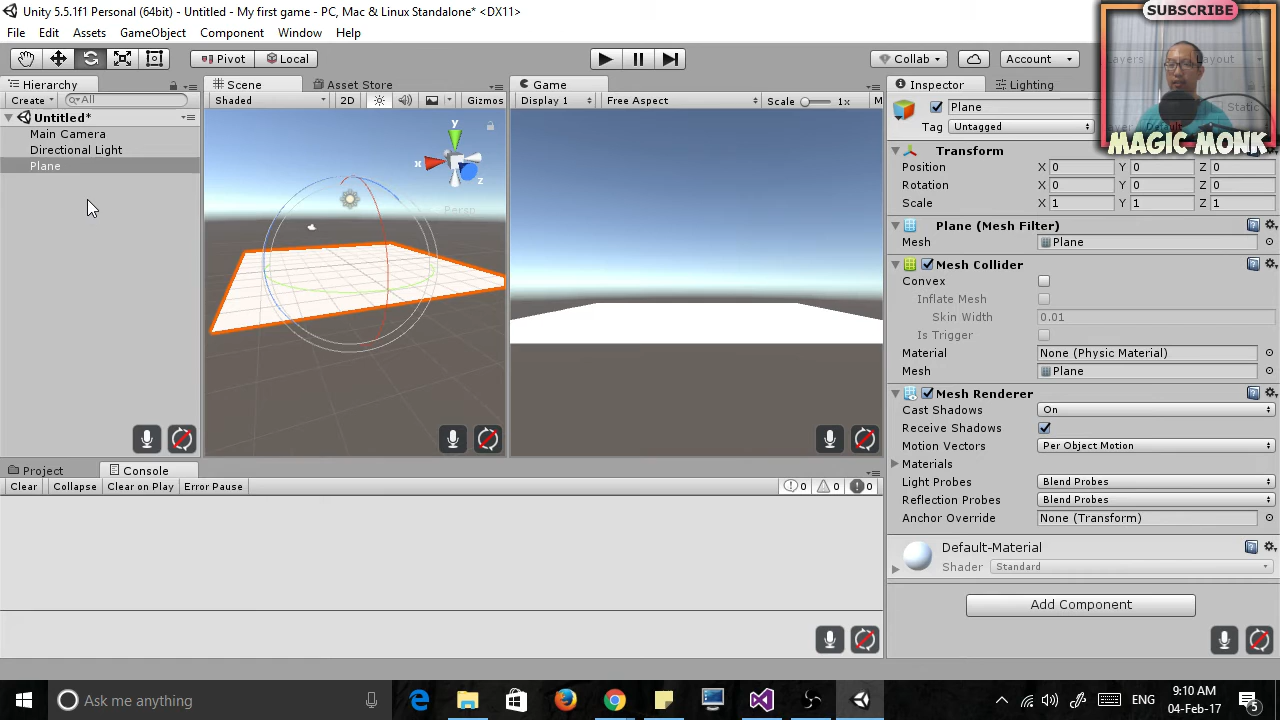 Unity 5.5.1f1 Personal (64bit) - Untitled - My first game - PC, Mac & Linux Standalone* <DX11>
SUBSCRIBE
File Edit Assets GameObject Component Window Help
Pivot Local Collab Account Layers Layout
Hierarchy Scene Asset Store Game Inspector Lighting
Create All Shaded 2D Gizmos Display 1 Free Aspect Scale 1x M
Plane Static
Untitled*
Tag Untagged
MAGIC MONK
Main Camera
Directional Light
Plane
y
x
z
Persp
Transform
Position X 0 Y 0 Z 0
Rotation X 0 Y 0 Z 0
Scale X 1 Y 1 Z 1
Plane (Mesh Filter)
Mesh Plane
Mesh Collider
Convex
Inflate Mesh
Skin Width 0.01
Is Trigger
Material None (Physic Material)
Mesh Plane
Mesh Renderer
Cast Shadows On
Receive Shadows
Motion Vectors Per Object Motion
Materials
Light Probes Blend Probes
Reflection Probes Blend Probes
Anchor Override None (Transform)
Default-Material
Shader Standard
Add Component
Project Console
Clear Collapse Clear on Play Error Pause 0 0 0
Ask me anything
ENG
9:10 AM
04-Feb-17
5